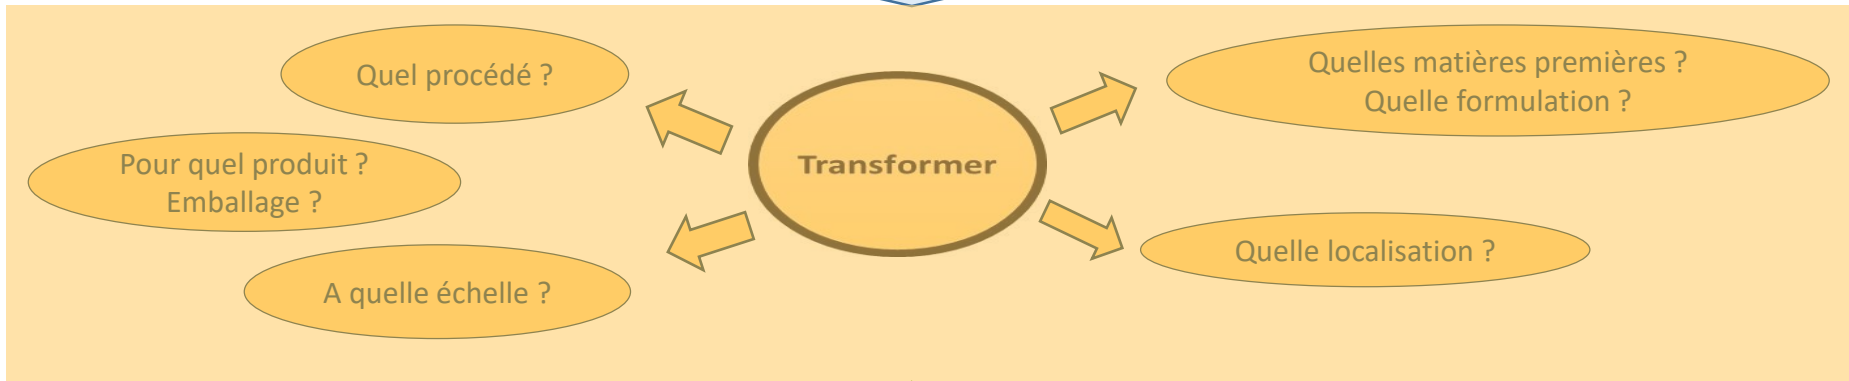 Quel procédé ?
Pour quel produit ?
Emballage ?
A quelle échelle ?
Transformer
Quelles matières premières ?
Quelle formulation ?
Quelle localisation ?